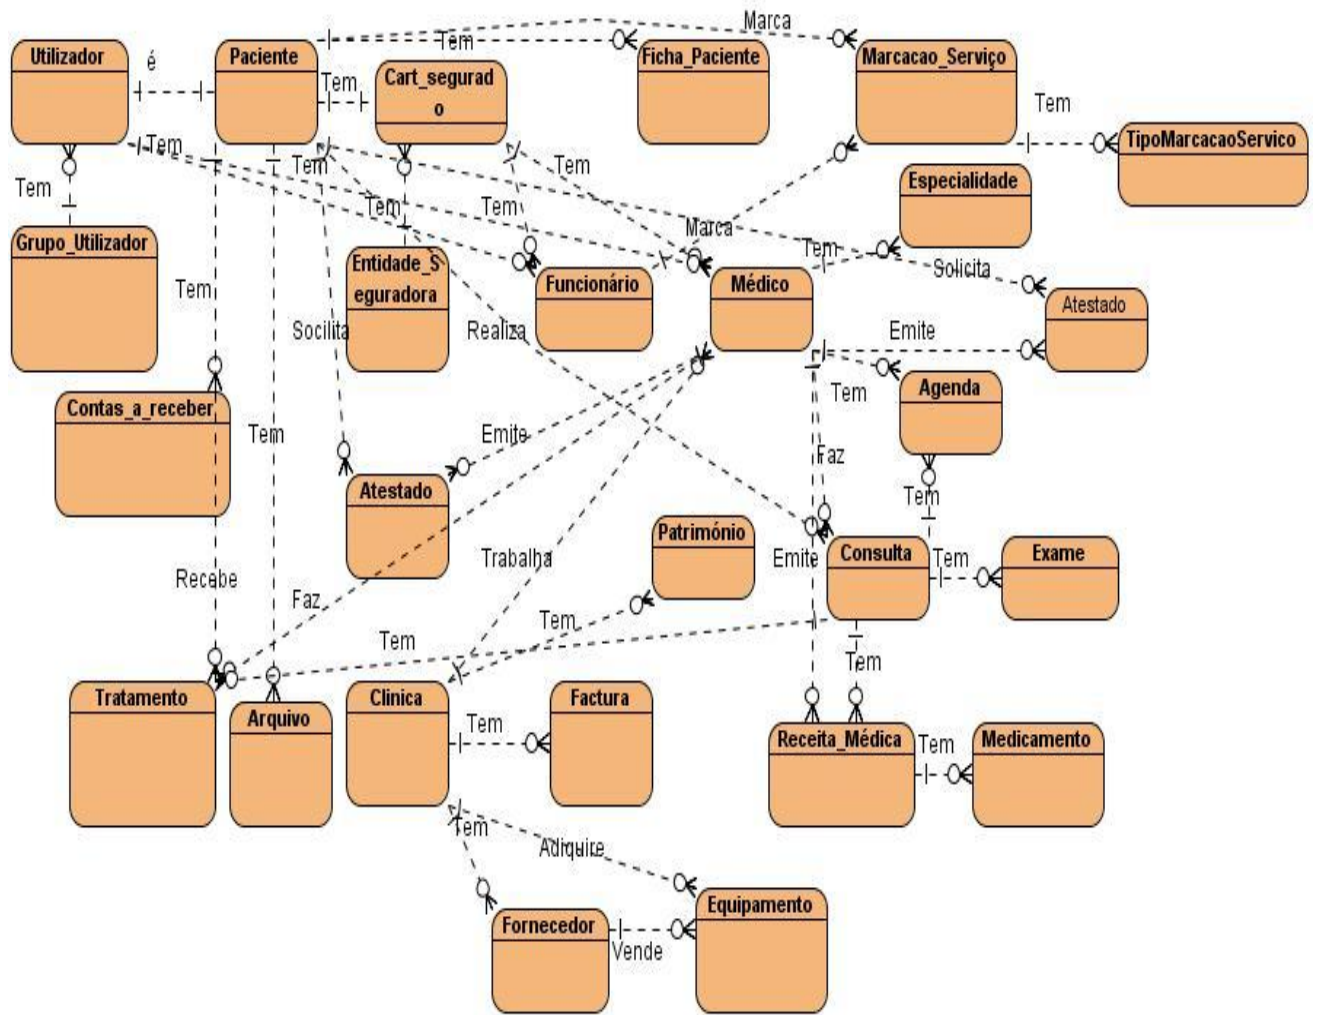 Marca
Tem
Utilizador
é
Paciente
Tem
Cart_segurad
o
Ficha_Paciente
Marcacao_Serviço
Tem
TipoMarcacaoServico
Tem
Tem
Tem
Especialidade
Tem
Tem
Tem
Marca
Tem
Solicita
Grupo_Utilizador
Entidade_S
eguradora
Funcionário
Médico
Atestado
Tem
Socilita
Realiza
Emite
Contas_a_receber
Tem
Agenda
Tem
Emite
Faz
Atestado
Tem
Patrimónío
Trabalha
Emite
Consulta
Tem
Exame
Recebe
Faz
Tem
Tem
Tem
Tratamento
Arquivo
Clinica
Tem
Factura
Receita_Médica
Tem
Medicamento
Tem
Adiquire
Fornecedor
Vende
Equipamento